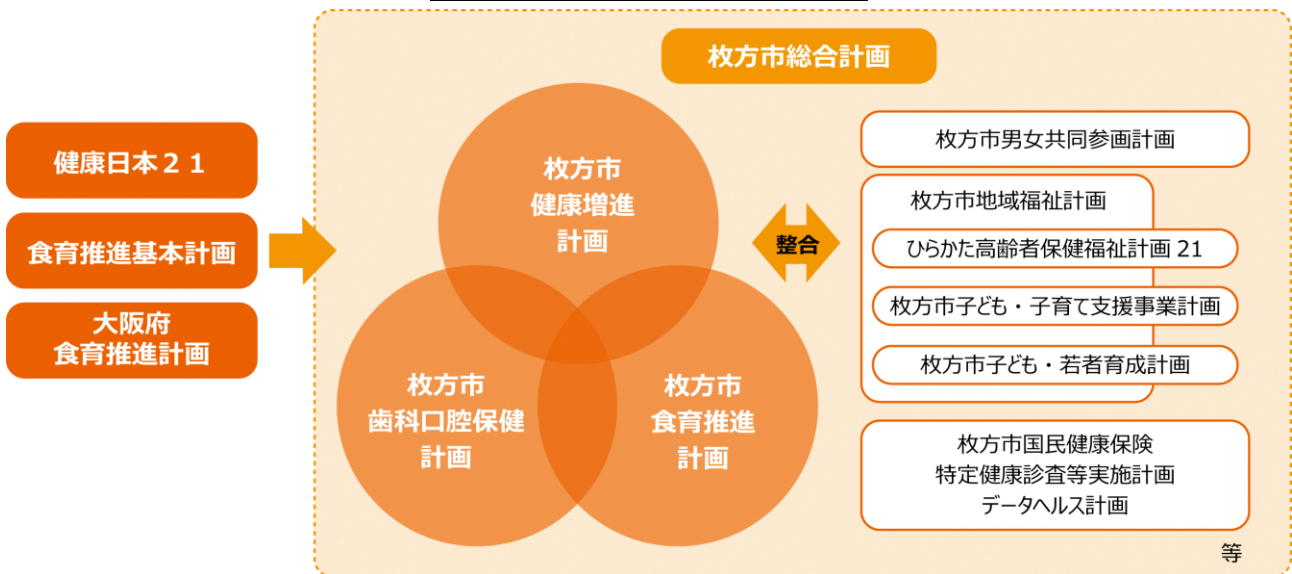 枚方市総合計画
健康日本２１
食育推進基本計画
大阪府
食育推進計画
枚方市
健康増進
計画
枚方市
歯科口腔保健
計画
枚方市
食育推進
計画
整合
枚方市男女共同参画計画
枚方市地域福祉計画
ひらかた高齢者保健福祉計画 21
枚方市子ども・子育て支援事業計画
枚方市子ども・若者育成計画
枚方市国民健康保険
特定健康診査等実施計画
データヘルス計画
等